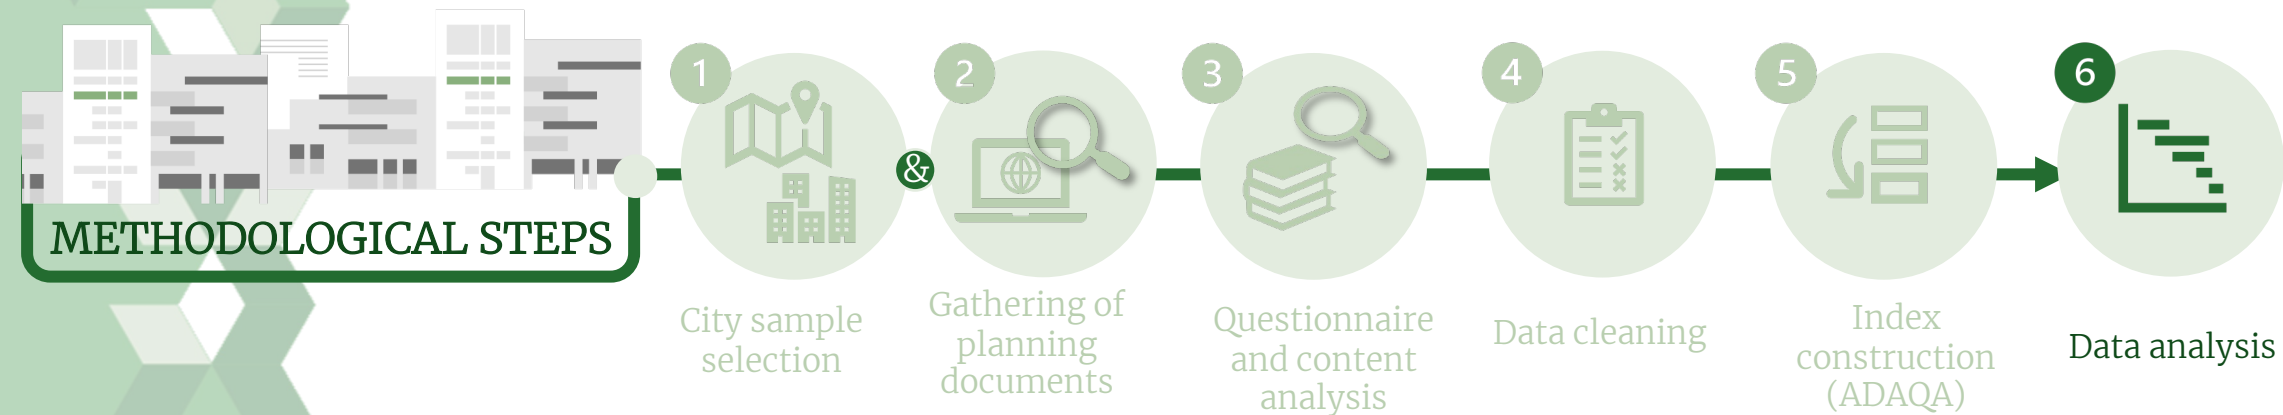 METHODOLOGICAL STEPS
1
City sample
selection
&
2
Gathering of
planning
documents
3
Questionnaire
and content
analysis
4
Data cleaning
5
Index
construction
(ADAQA)
6
Data analysis